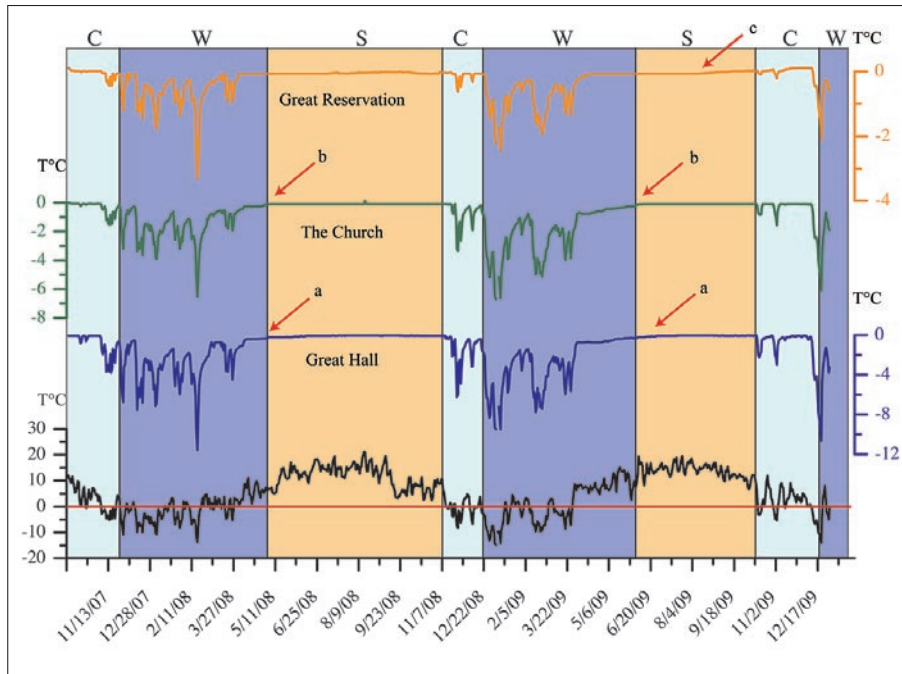 C W S C W S C W
c
T°C
0
-2
-4
Great Reservation
T°C
b b
0
-2
-4
-6
-8
The Church
T°C
a a
0
-4
-8
-12
Great Hall
T°C
30
20
10
0
-10
-20
11/13/07 12/28/07 2/11/08 3/27/08 5/11/08 6/25/08 8/9/08 9/23/08 11/7/08 12/22/08 2/5/09 3/22/09 5/6/09 6/20/09 8/4/09 9/18/09 11/2/09 12/17/09